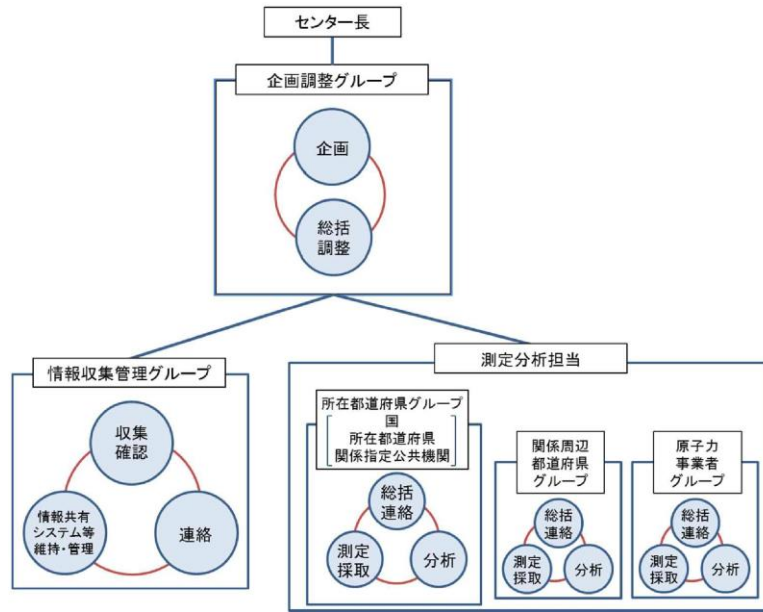 センター長
企画調整グループ
企画
総括
調整
情報収集管理グループ
収集
確認
情報共有
システム等
維持・管理
連絡
測定分析担当
所在都道府県グループ
国
所在都道府県
関係指定公共機関
総括
連絡
測定
採取
分析
関係周辺
都道府県
グループ
総括
連絡
測定
採取
分析
原子力
事業者
グループ
総括
連絡
測定
採取
分析